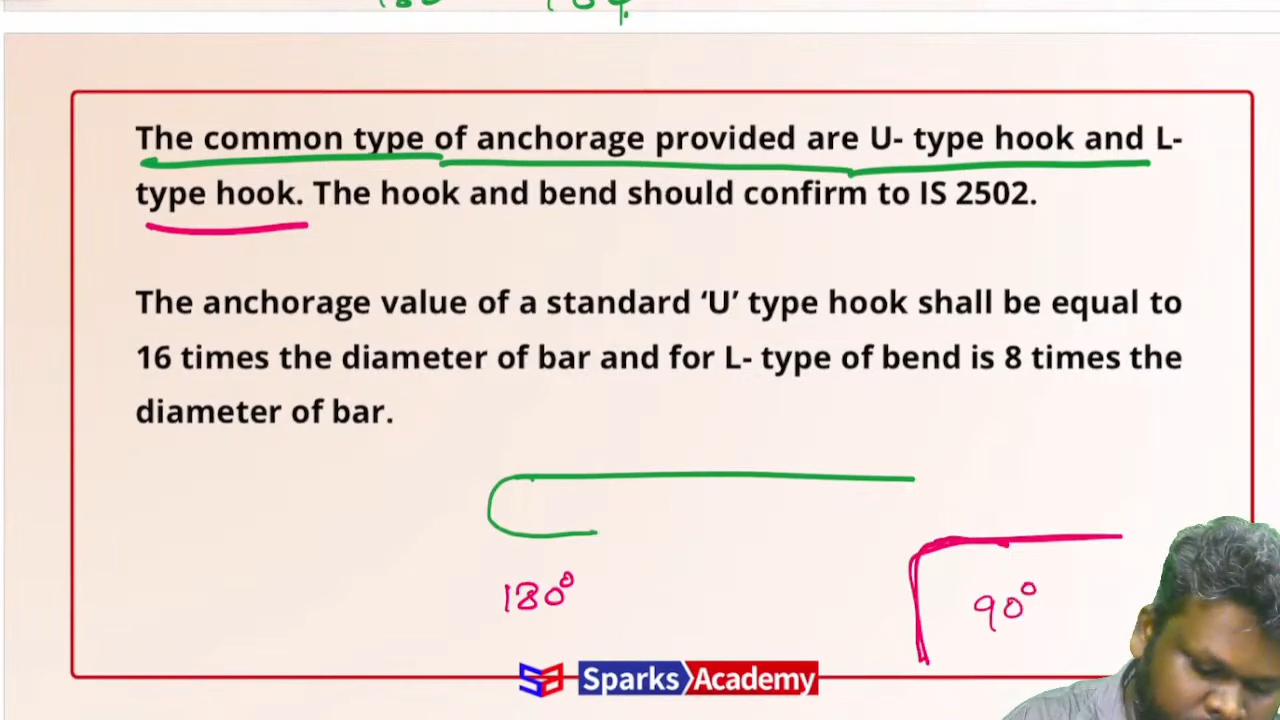 The common type of anchorage provided are U- type hook and L-
type hook. The hook and bend should confirm to IS 2502.
The anchorage value of a standard ‘U’ type hook shall be equal to
16 times the diameter of bar and for L- type of bend is 8 times the
diameter of bar.
180°
90°
Sparks Academy